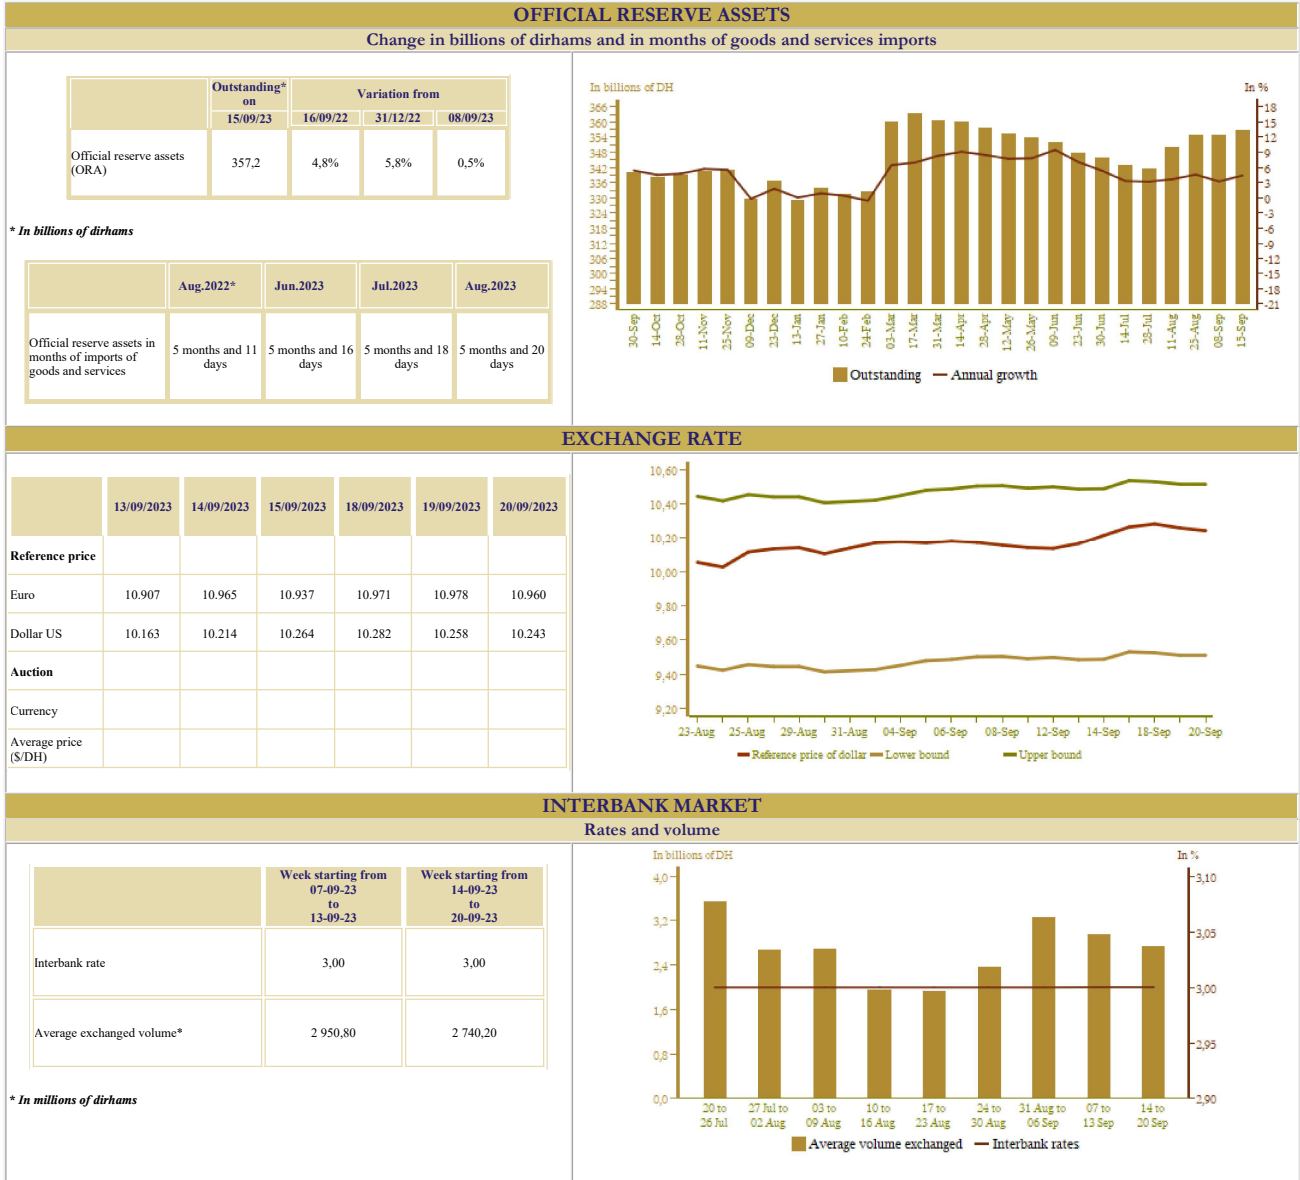 OFFICIAL RESERVE ASSETS
Change in billions of dirhams and in months of goods and services imports
Outstanding*
on
Variation from
15/09/23 16/09/22 31/12/22 08/09/23
Official reserve assets
(ORA)
357,2 4,8% 5,8% 0,5%
* In billions of dirhams
Aug.2022* Jun.2023 Jul.2023 Aug.2023
Official reserve assets in
months of imports of
goods and services
5 months and 11
days
5 months and 16
days
5 months and 18
days
5 months and 20
days
In billions of DH
In %
366
360
354
348
342
336
330
324
318
312
306
300
294
288
18
15
12
9
6
3
0
-3
-6
-9
-12
-15
-18
-21
30-Sep
14-Oct
28-Oct
11-Nov
25-Nov
09-Dec
23-Dec
13-Jan
27-Jan
10-Feb
24-Feb
03-Mar
17-Mar
31-Mar
14-Apr
28-Apr
12-May
26-May
09-Jun
23-Jun
30-Jun
14-Jul
28-Jul
11-Aug
25-Aug
08-Sep
15-Sep
Outstanding Annual growth
EXCHANGE RATE
13/09/2023 14/09/2023 15/09/2023 18/09/2023 19/09/2023 20/09/2023
Reference price
Euro 10.907 10.965 10.937 10.971 10.978 10.960
Dollar US 10.163 10.214 10.264 10.282 10.258 10.243
Auction
Currency
Average price
($/DH)
10,60
10,40
10,20
10,00
9,80
9,60
9,40
9,20
23-Aug 25-Aug 29-Aug 31-Aug 04-Sep 06-Sep 08-Sep 12-Sep 14-Sep 18-Sep 20-Sep
Reference price of dollar Lower bound Upper bound
INTERBANK MARKET
Rates and volume
Week starting from
07-09-23
to
13-09-23
Week starting from
14-09-23
to
20-09-23
Interbank rate 3,00 3,00
Average exchanged volume* 2 950,80 2 740,20
* In millions of dirhams
In billions of DH
In %
4,0
3,2
2,4
1,6
0,8
0,0
3,10
3,05
3,00
2,95
2,90
20 to
26 Jul
27 Jul to
02 Aug
03 to
09 Aug
10 to
16 Aug
17 to
23 Aug
24 to
30 Aug
31 Aug to
06 Sep
07 to
13 Sep
14 to
20 Sep
Average volume exchanged Interbank rates